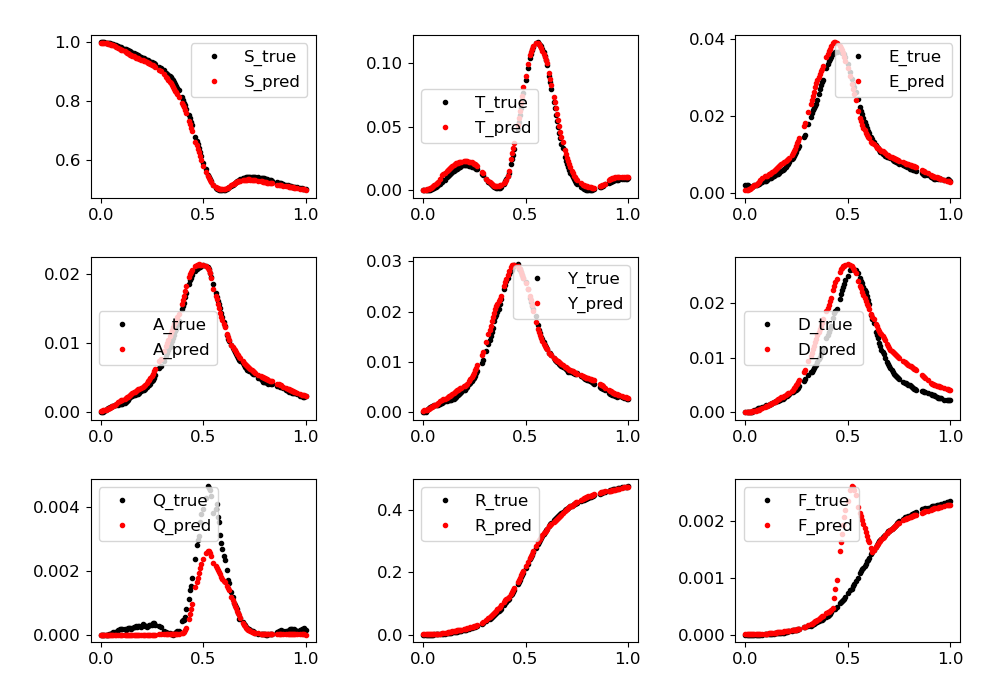 1.0
0.8
0.6
0.0 0.5 1.0
S_true
S_pred
0.10
0.05
0.00
0.0 0.5 1.0
T_true
T_pred
0.04
0.02
0.00
0.0 0.5 1.0
E_true
E_pred
0.02
0.01
0.00
0.0 0.5 1.0
A_true
A_pred
0.03
0.02
0.01
0.00
0.0 0.5 1.0
Y_true
Y_pred
0.02
0.01
0.00
0.0 0.5 1.0
D_true
D_pred
0.004
0.002
0.000
0.0 0.5 1.0
Q_true
Q_pred
0.4
0.2
0.0
0.0 0.5 1.0
R_true
R_pred
0.002
0.001
0.000
0.0 0.5 1.0
F_true
F_pred